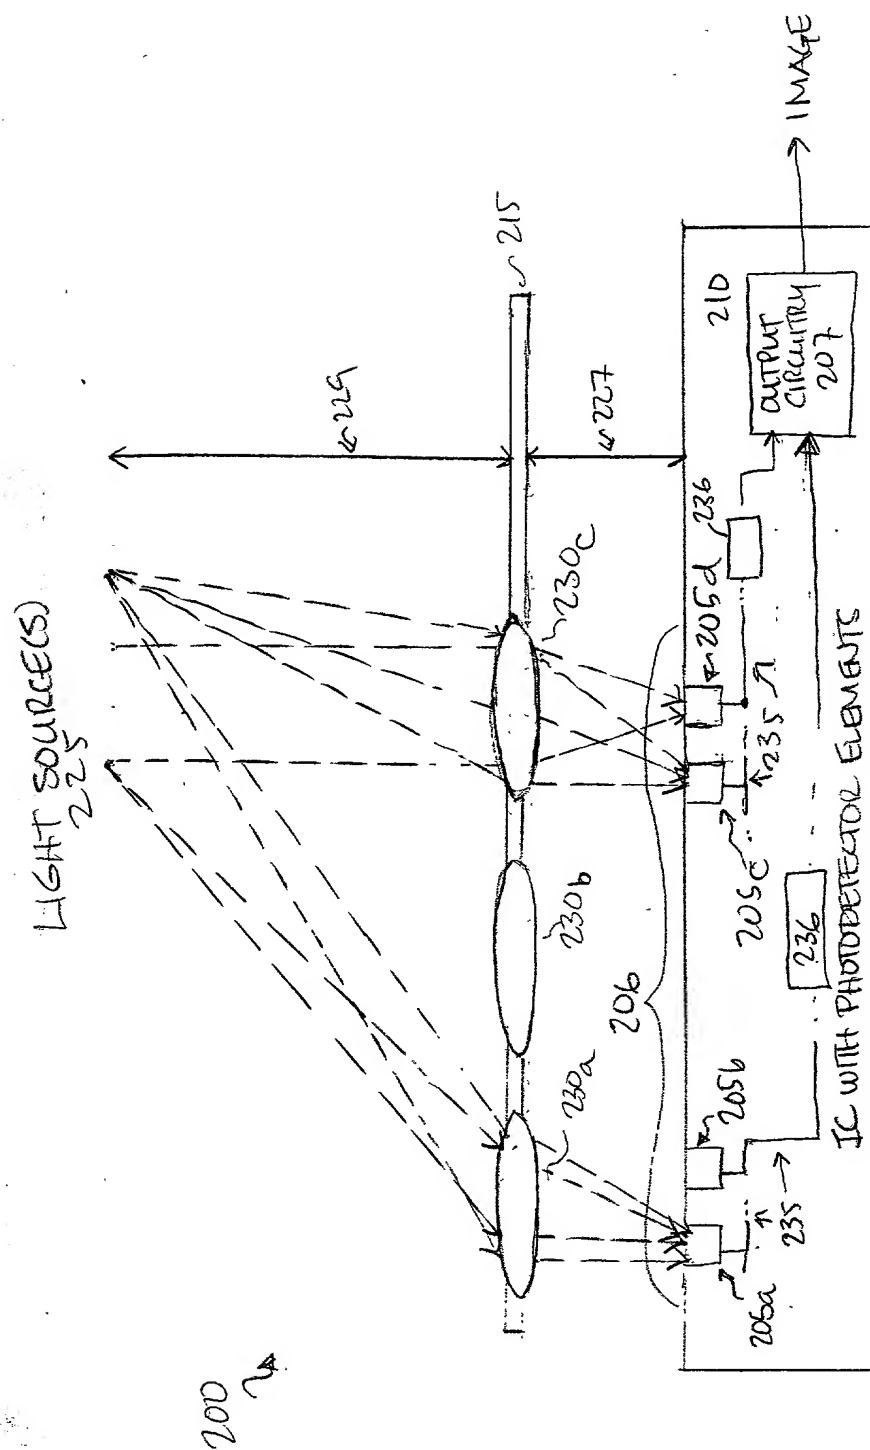 200
LIGHT SOURCE(S)
225
229
215
227
230a
230b
230c
206
205a
235
205b
236
205c
235
205d
236
210
OUTPUT
CIRCUITRY
207
IMAGE
IC WITH PHOTODETECTOR ELEMENTS